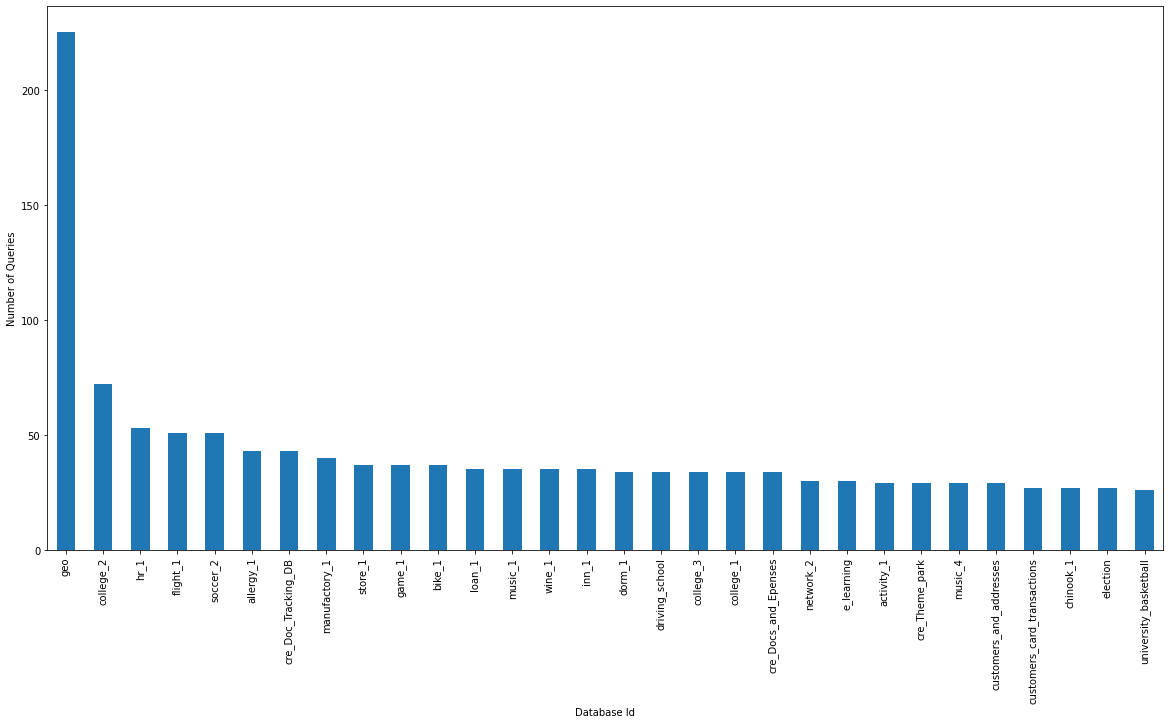 Number of Queries
200
150
100
50
0
geo
college_2
hr_1
flight_1
soccer_2
allergy_1
cre_Doc_Tracking_DB
manufactory_1
store_1
game_1
bike_1
loan_1
music_1
wine_1
inn_1
dorm_1
driving_school
college_3
college_1
cre_Docs_and_Epenses
network_2
e_learning
activity_1
cre_Theme_park
music_4
customers_and_addresses
customers_card_transactions
chinook_1
election
university_basketball
Database Id